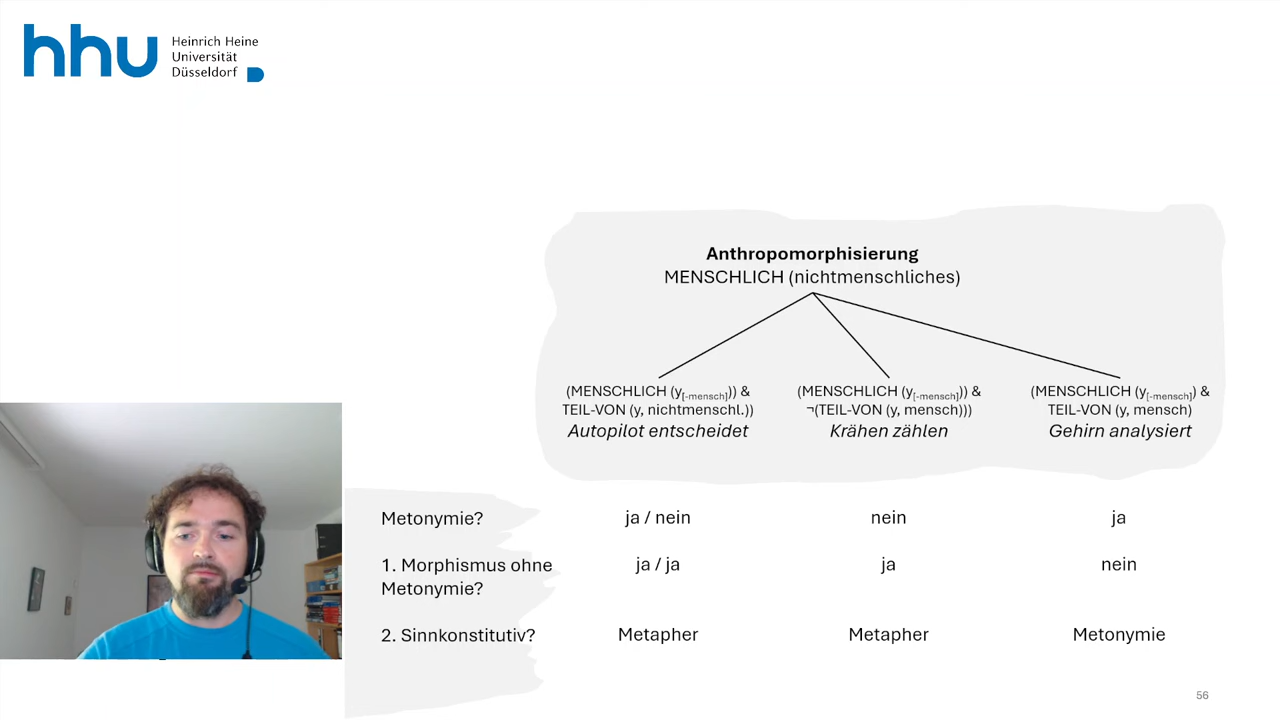 hhu
Heinrich Heine
Universität
Düsseldorf
Anthropomorphisierung
MENSCHLICH (nichtmenschliches)
(MENSCHLICH (y[-mensch])) &
TEIL-VON (y, nichtmenschl.))
Autopilot entscheidet
(MENSCHLICH (y[-mensch])) &
¬(TEIL-VON (y, mensch)))
Krähen zählen
(MENSCHLICH (y[-mensch]) &
TEIL-VON (y, mensch)
Gehirn analysiert
Metonymie? ja / nein nein ja
1. Morphismus ohne ja / ja ja nein
Metonymie?
2. Sinnkonstitutiv? Metapher Metapher Metonymie
56